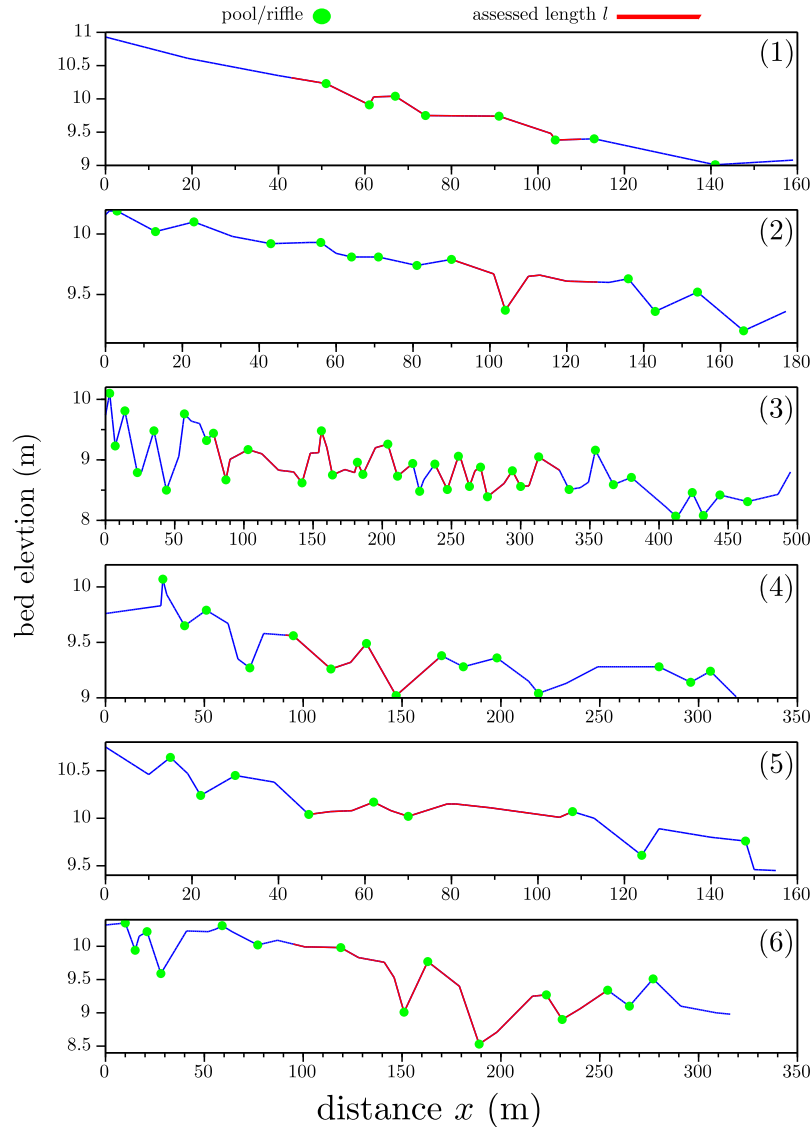 pool/riffle assessed length l
11
10.5
10
9.5
9
(1)
0 20 40 60 80 100 120 140 160
10
9.5
(2)
0 20 40 60 80 100 120 140 160 180
10
9
8
(3)
0 50 100 150 200 250 300 350 400 450 500
bed elevtion (m)
10
9.5
9
(4)
0 50 100 150 200 250 300 350
10.5
10
9.5
(5)
0 20 40 60 80 100 120 140 160
10
9.5
9
8.5
(6)
0 50 100 150 200 250 300 350
distance x (m)